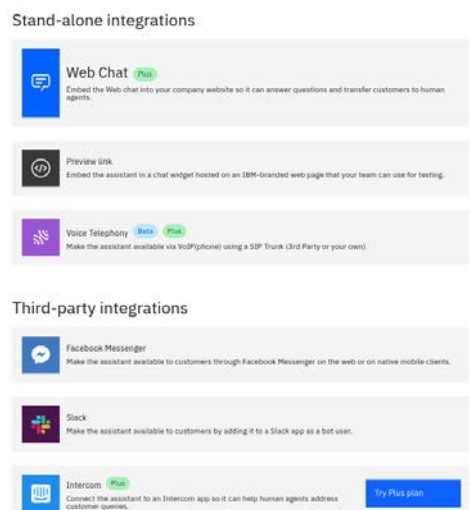 Stand-alone integrations
Web Chat Plus
Embed the Web chat into your company website so it can answer questions and transfer customers to human
agents.
Preview link
Embed the assistant in a chat widget hosted on an IBM-branded web page that your team can use for testing.
Voice Telephony Beta Plus
Make the assistant available via VoIP(phone) using a SIP Trunk (3rd Party or your own).
Third-party integrations
Facebook Messenger
Make the assistant available to customers through Facebook Messenger on the web or on native mobile clients.
Slack
Make the assistant available to customers by adding it to a Slack app as a bot user.
Intercom Plus
Try Plus plan
Connect the assistant to an Intercom app so it can help human agents address
customer queries.